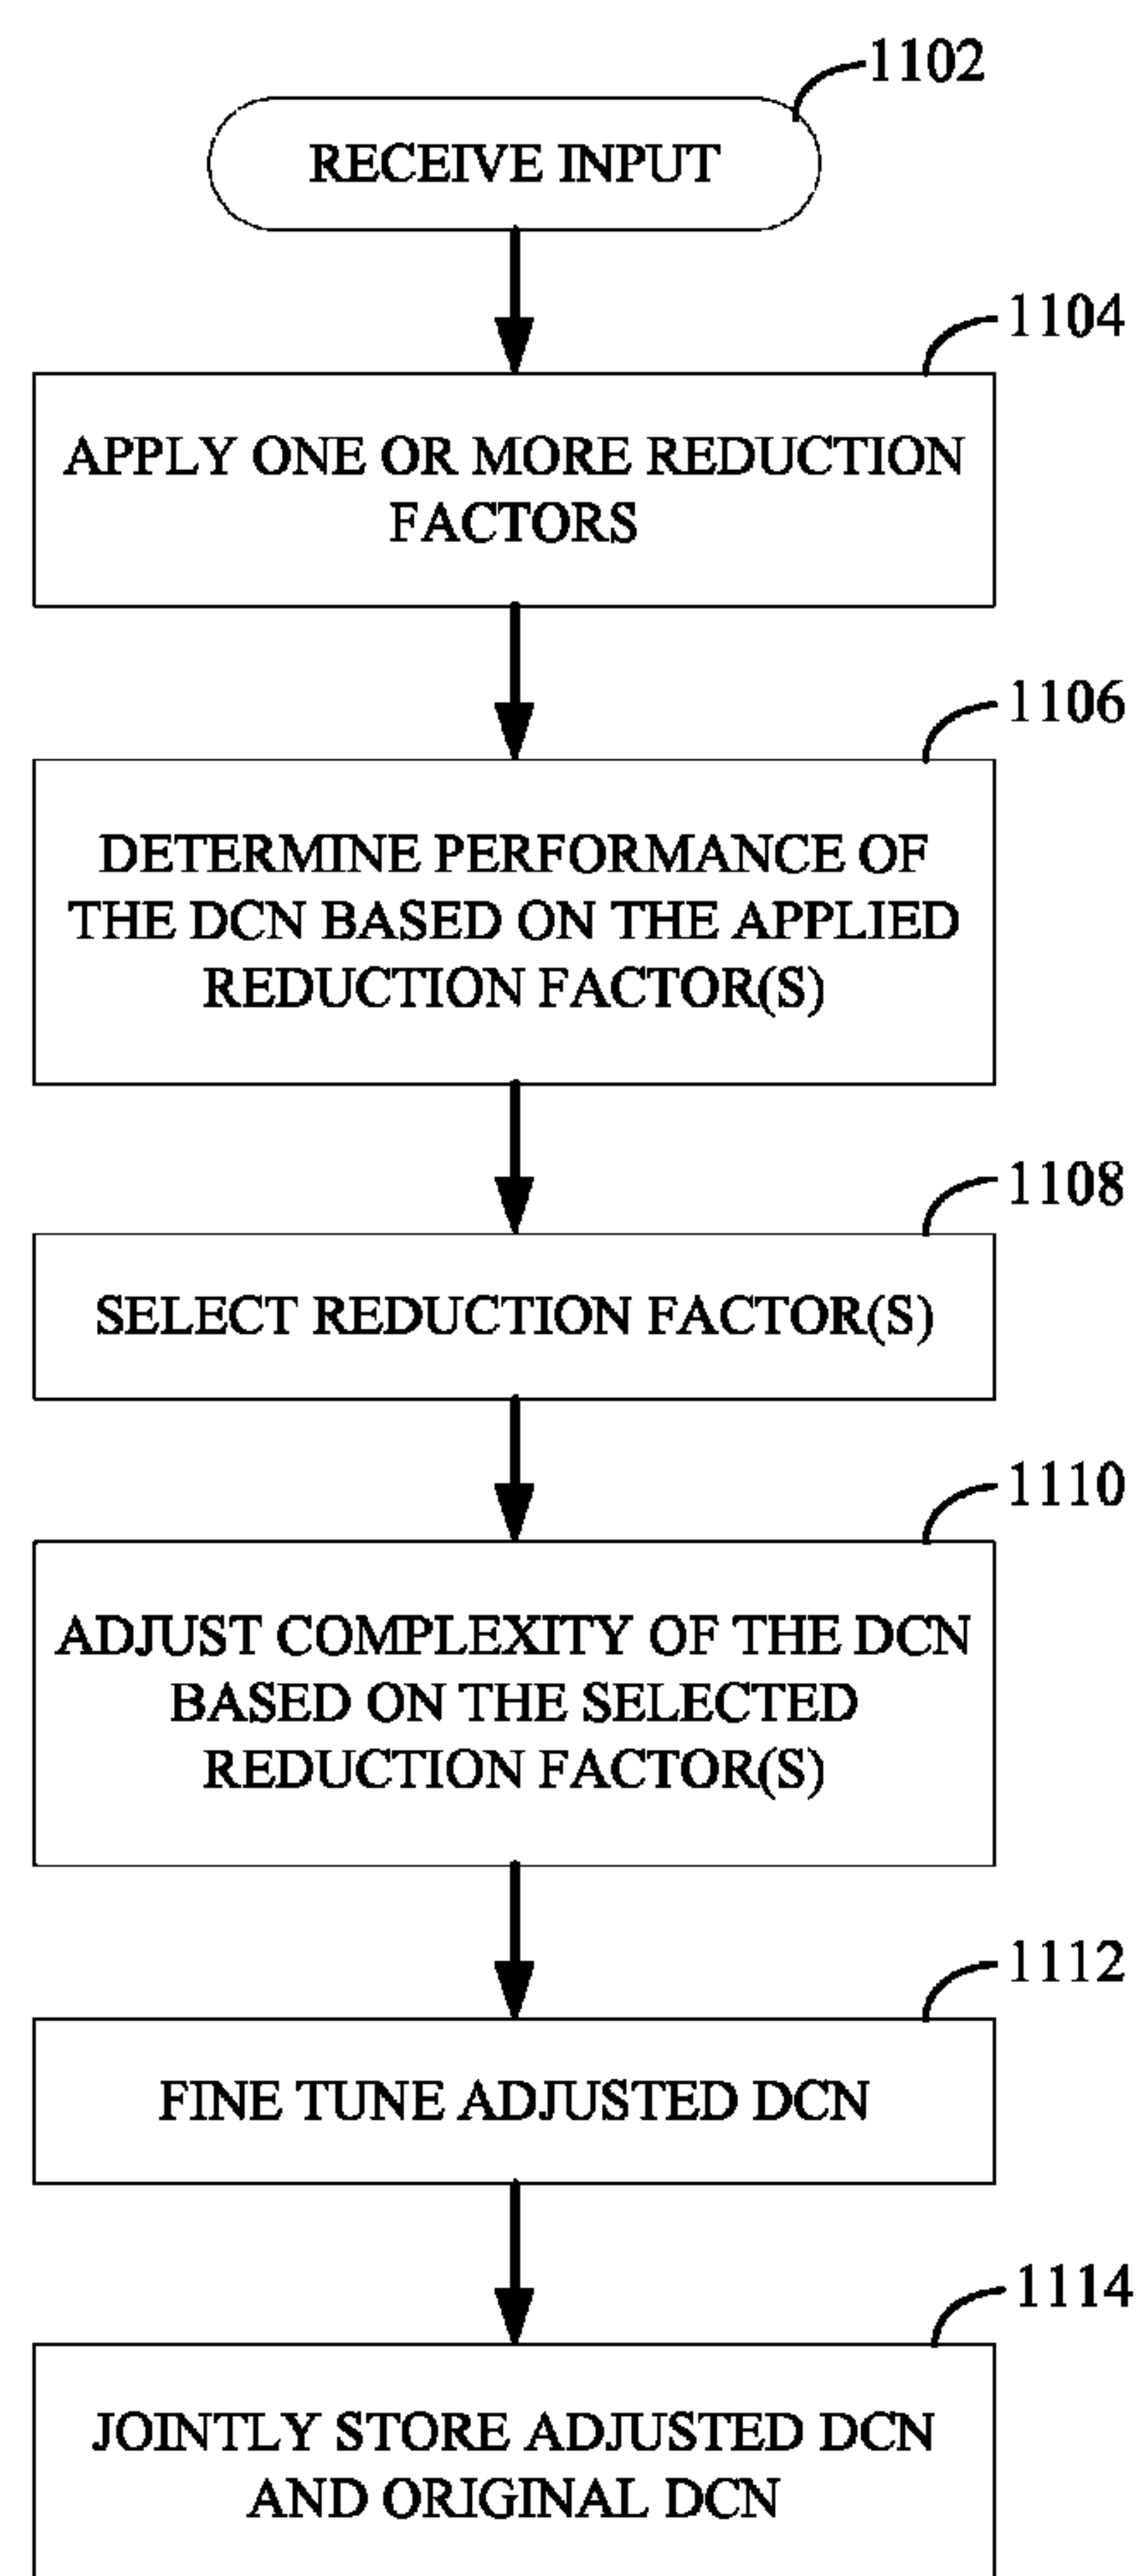 1102
RECEIVE INPUT
1104
APPLY ONE OR MORE REDUCTION
FACTORS
1106
DETERMINE PERFORMANCE OF
THE DCN BASED ON THE APPLIED
REDUCTION FACTOR(S)
1108
SELECT REDUCTION FACTOR(S)
1110
ADJUST COMPLEXITY OF THE DCN
BASED ON THE SELECTED
REDUCTION FACTOR(S)
1112
FINE TUNE ADJUSTED DCN
1114
JOINTLY STORE ADJUSTED DCN
AND ORIGINAL DCN